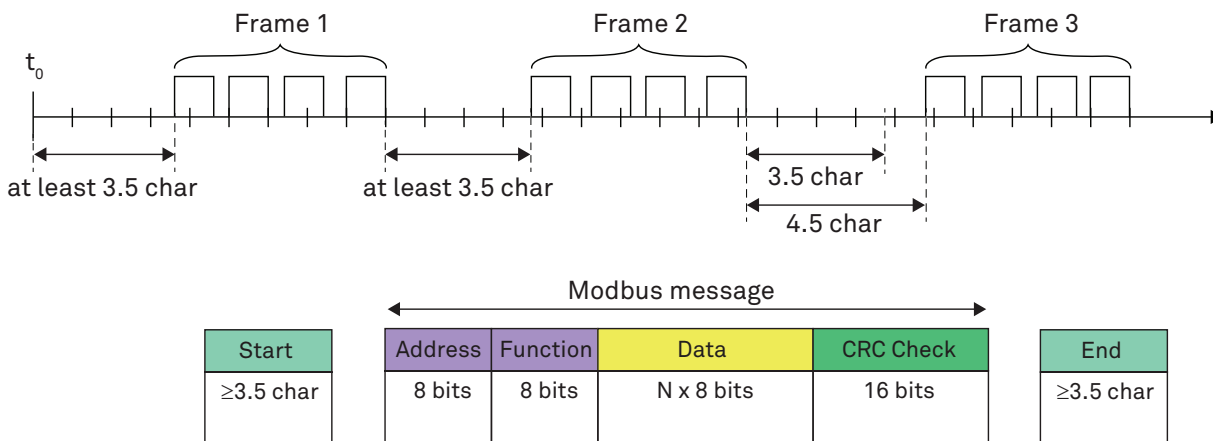 Frame 1 Frame 2 Frame 3
t0
at least 3.5 char at least 3.5 char 3.5 char
4.5 char
Modbus message
Start Address Function Data CRC Check End
≥3.5 char 8 bits 8 bits N x 8 bits 16 bits ≥3.5 char